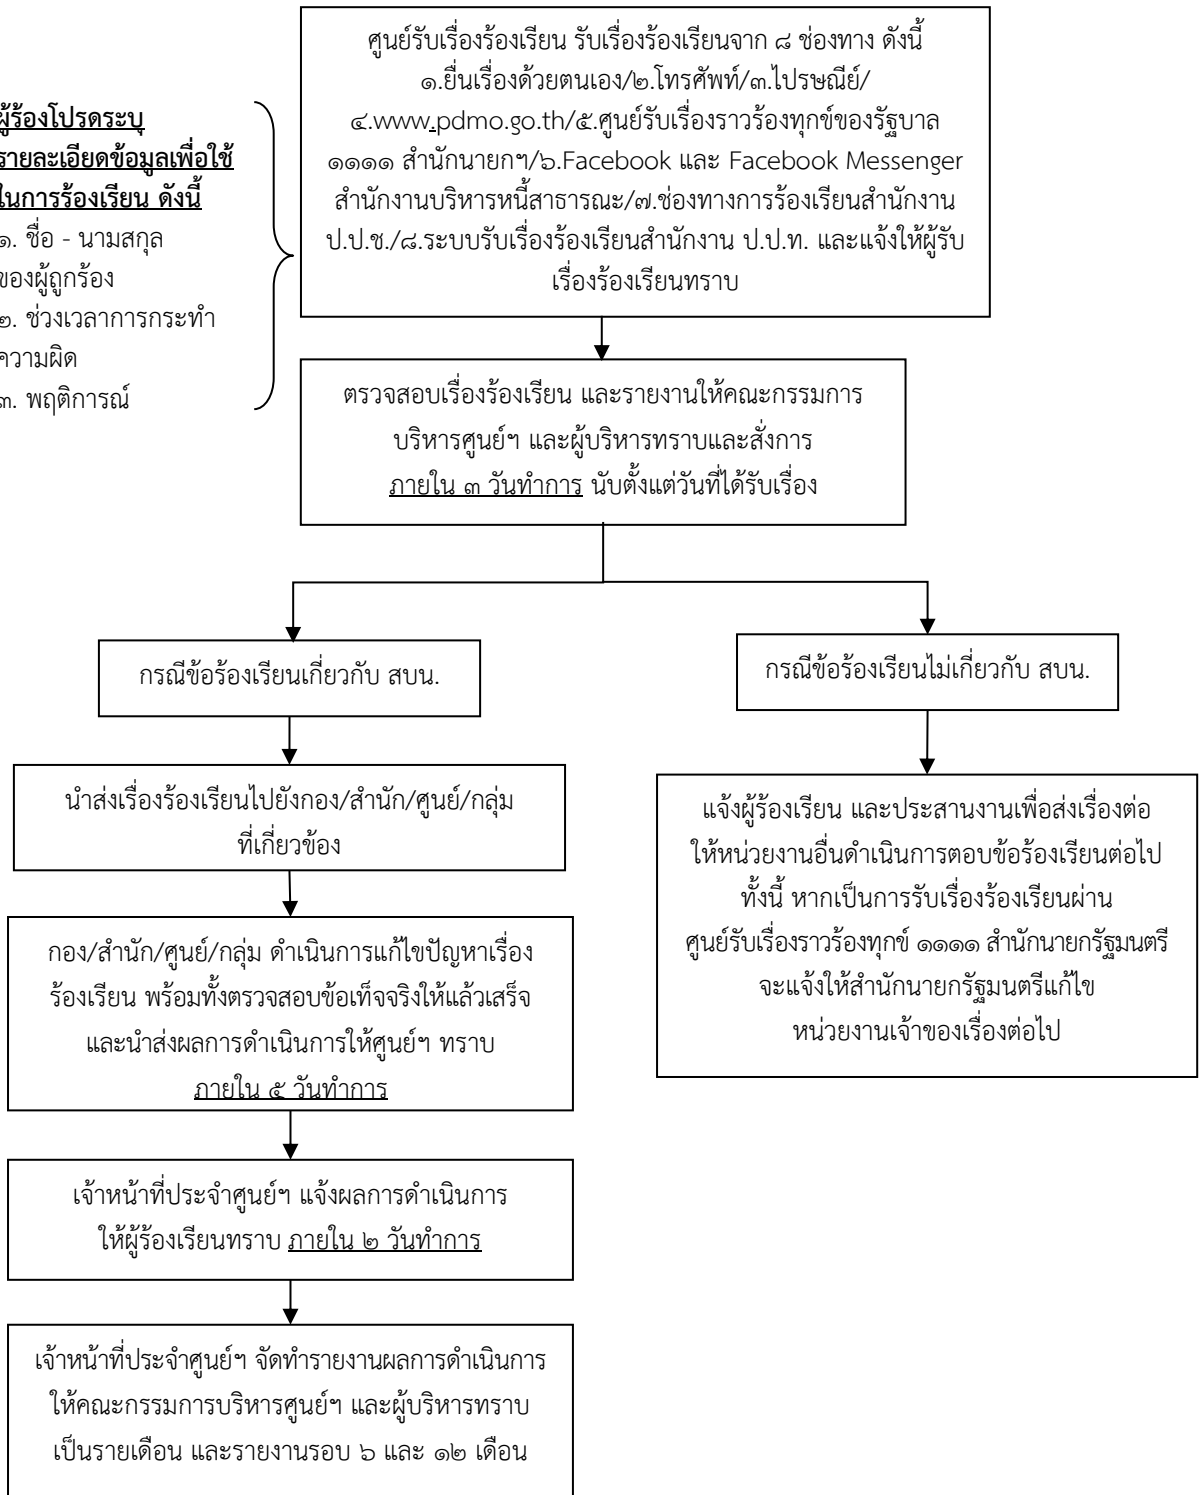 ศูนย์รับเรื่องร้องเรียน รับเรื่องร้องเรียนจาก ๘ ช่องทาง ดังนี้
๑.ยื่นเรื่องด้วยตนเอง/๒.โทรศัพท์/๓.ไปรษณีย์/
๔.www.pdmo.go.th/๕.ศูนย์รับเรื่องราวร้องทุกข์ของรัฐบาล
๑๑๑๑ สำนักนายกฯ/๖.Facebook และ Facebook Messenger
สำนักงานบริหารหนี้สาธารณะ/๗.ช่องทางการร้องเรียนสำนักงาน
ป.ป.ช./๘.ระบบรับเรื่องร้องเรียนสำนักงาน ป.ป.ท. และแจ้งให้ผู้รับ
เรื่องร้องเรียนทราบ
ผู้ร้องโปรดระบุ
รายละเอียดข้อมูลเพื่อใช้
ในการร้องเรียน ดังนี้
๑. ชื่อ - นามสกุล
ของผู้ถูกร้อง
๒. ช่วงเวลาการกระทำ
ความผิด
๓. พฤติการณ์
ตรวจสอบเรื่องร้องเรียน และรายงานให้คณะกรรมการ
บริหารศูนย์ฯ และผู้บริหารทราบและสั่งการ
ภายใน ๓ วันทำการ นับตั้งแต่วันที่ได้รับเรื่อง
กรณีข้อร้องเรียนเกี่ยวกับ สบน.
นำส่งเรื่องร้องเรียนไปยังกอง/สำนัก/ศูนย์/กลุ่ม
ที่เกี่ยวข้อง
กอง/สำนัก/ศูนย์/กลุ่ม ดำเนินการแก้ไขปัญหาเรื่อง
ร้องเรียน พร้อมทั้งตรวจสอบข้อเท็จจริงให้แล้วเสร็จ
และนำส่งผลการดำเนินการให้ศูนย์ฯ ทราบ
ภายใน ๕ วันทำการ
เจ้าหน้าที่ประจำศูนย์ฯ แจ้งผลการดำเนินการ
ให้ผู้ร้องเรียนทราบ ภายใน ๒ วันทำการ
เจ้าหน้าที่ประจำศูนย์ฯ จัดทำรายงานผลการดำเนินการ
ให้คณะกรรมการบริหารศูนย์ฯ และผู้บริหารทราบ
เป็นรายเดือน และรายงานรอบ ๖ และ ๑๒ เดือน
กรณีข้อร้องเรียนไม่เกี่ยวกับ สบน.
แจ้งผู้ร้องเรียน และประสานงานเพื่อส่งเรื่องต่อ
ให้หน่วยงานอื่นดำเนินการตอบข้อร้องเรียนต่อไป
ทั้งนี้ หากเป็นการรับเรื่องร้องเรียนผ่าน
ศูนย์รับเรื่องราวร้องทุกข์ ๑๑๑๑ สำนักนายกรัฐมนตรี
จะแจ้งให้สำนักนายกรัฐมนตรีแก้ไข
หน่วยงานเจ้าของเรื่องต่อไป